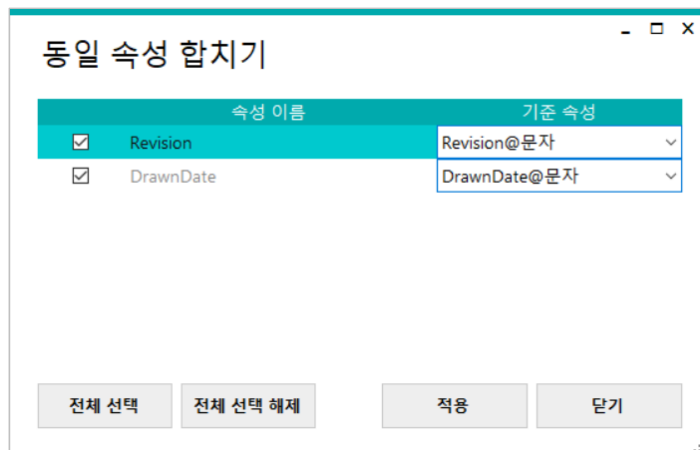 동일 속성 합치기
속성 이름 기준 속성
Revision Revision@문자
DrawnDate DrawnDate@문자
전체 선택 전체 선택 해제 적용 닫기